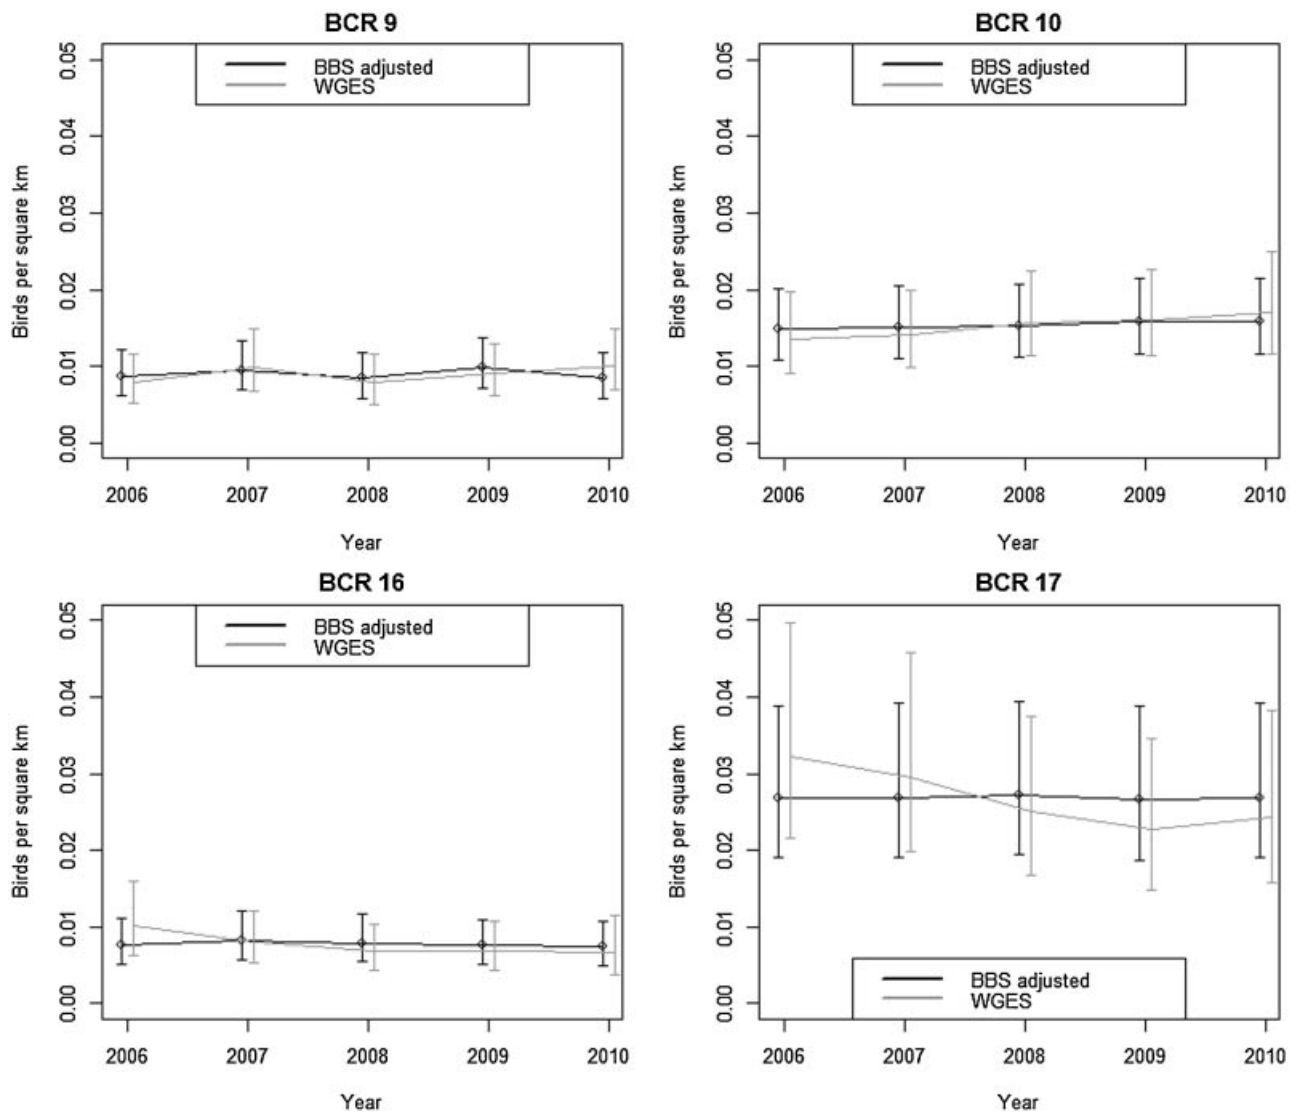 BCR 9
BBS adjusted
WGES
Birds per square km
0.05
0.04
0.03
0.02
0.01
0.00
2006 2007 2008 2009 2010
Year
BCR 10
BBS adjusted
WGES
Birds per square km
0.05
0.04
0.03
0.02
0.01
0.00
2006 2007 2008 2009 2010
Year
BCR 16
BBS adjusted
WGES
Birds per square km
0.05
0.04
0.03
0.02
0.01
0.00
2006 2007 2008 2009 2010
Year
BCR 17
Birds per square km
0.05
0.04
0.03
0.02
0.01
0.00
BBS adjusted
WGES
2006 2007 2008 2009 2010
Year